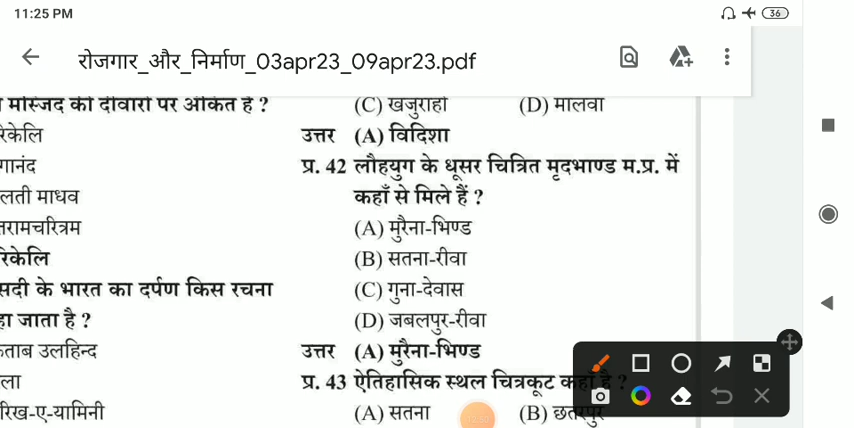 11:25 PM
36
रोजगार_और_निर्माण_03apr23_09apr23.pdf
मस्जिद की दीवारों पर अंकित है ?
रेकेलि
गानंद
लती माधव
तरामचरित्रम
रेकेलि
सदी के भारत का दर्पण किस रचना
हा जाता है ?
कताब उलहिन्द
ला
रिख-ए-यामिनी
(C) खजुराहो (D) मालवा
उत्तर (A) विदिशा
प्र. 42 लौहयुग के धूसर चित्रित मृदभाण्ड म.प्र. में
कहाँ से मिले हैं ?
(A) मुरैना-भिण्ड
(B) सतना-रीवा
(C) गुना-देवास
(D) जबलपुर-रीवा
उत्तर (A) मुरैना-भिण्ड
प्र. 43 ऐतिहासिक स्थल चित्रकूट कहाँ है ?
(A) सतना (B) छतरपुर